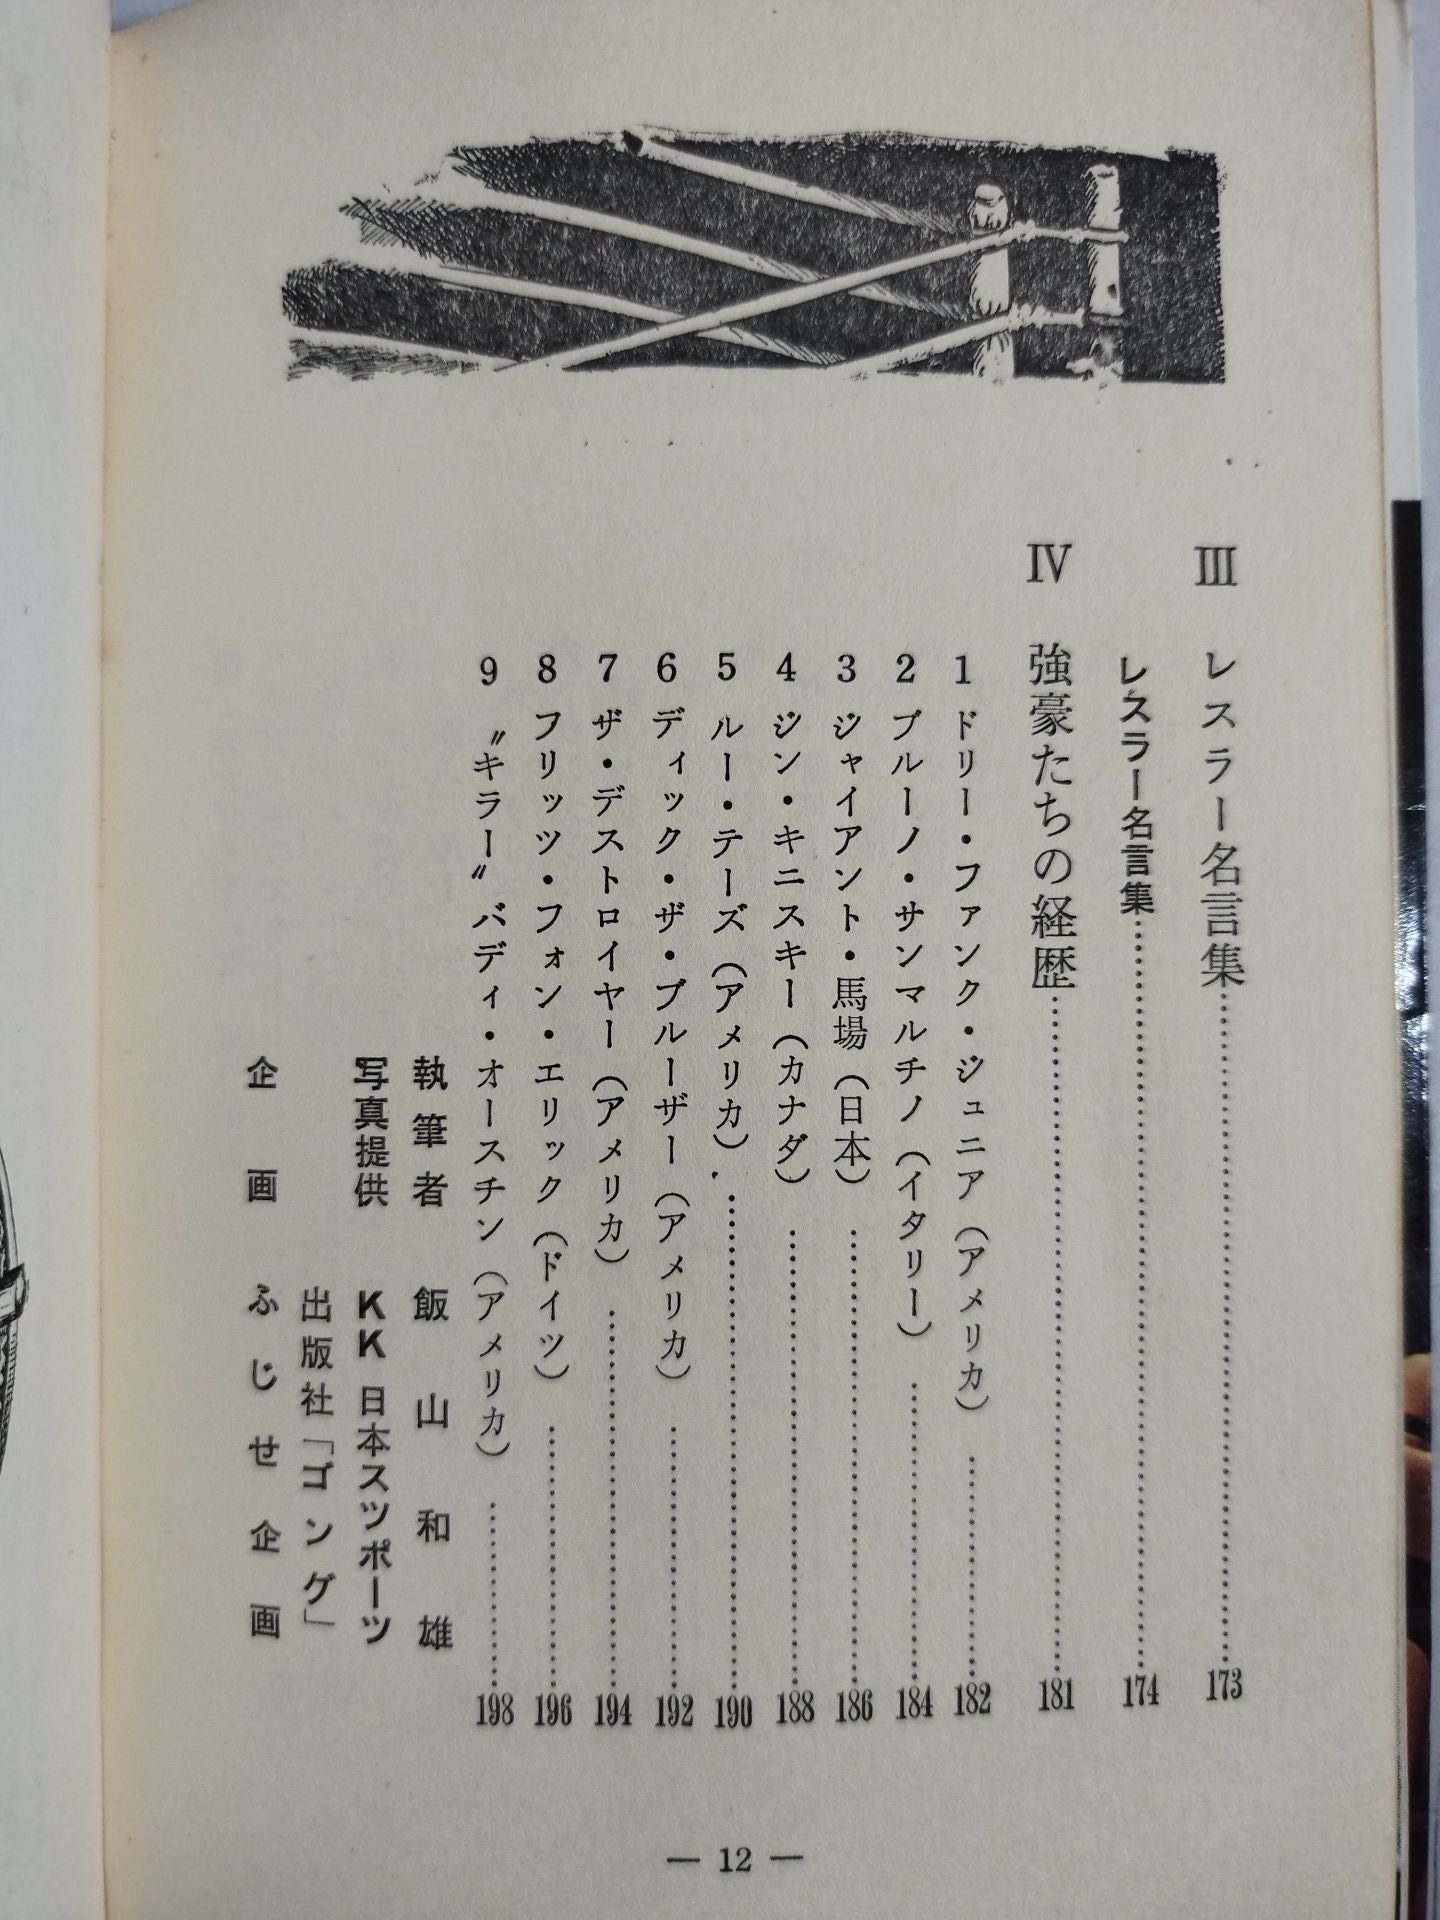 Ⅲ レスラー名言集……………173
レスラー名言集……………174
Ⅳ 強豪たちの経歴……………181
1 ドリー・ファンク・ジュニア（アメリカ）……………182
2 ブルーノ・サンマルチノ（イタリー）……………184
3 ジャイアント・馬場（日本）……………186
4 ジン・キニスキー（カナダ）……………188
5 ルー・テーズ（アメリカ）……………190
6 ディック・ザ・ブルーザー（アメリカ）……………192
7 ザ・デストロイヤー（アメリカ）……………194
8 フリッツ・フォン・エリック（ドイツ）……………196
9 〝キラー〟バディ・オースチン（アメリカ）……………198
執筆者 飯山和雄
写真提供 KK日本スツポーツ
出版社「ゴング」
企画 ふじせ企画
— 12 —